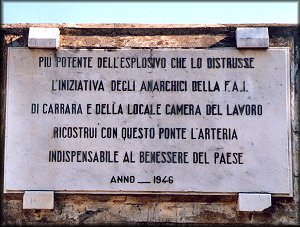 PIU POTENTE DELL'ESPLOSIVO CHE LO DISTRUSSE
L'INIZIATIVA DEGLI ANARCHICI DELLA F.A.I.
DI CARRARA E DELLA LOCALE CAMERA DEL LAVORO
RICOSTRUI CON QUESTO PONTE L'ARTERIA
INDISPENSABILE AL BENESSERE DEL PAESE
ANNO __ 1946